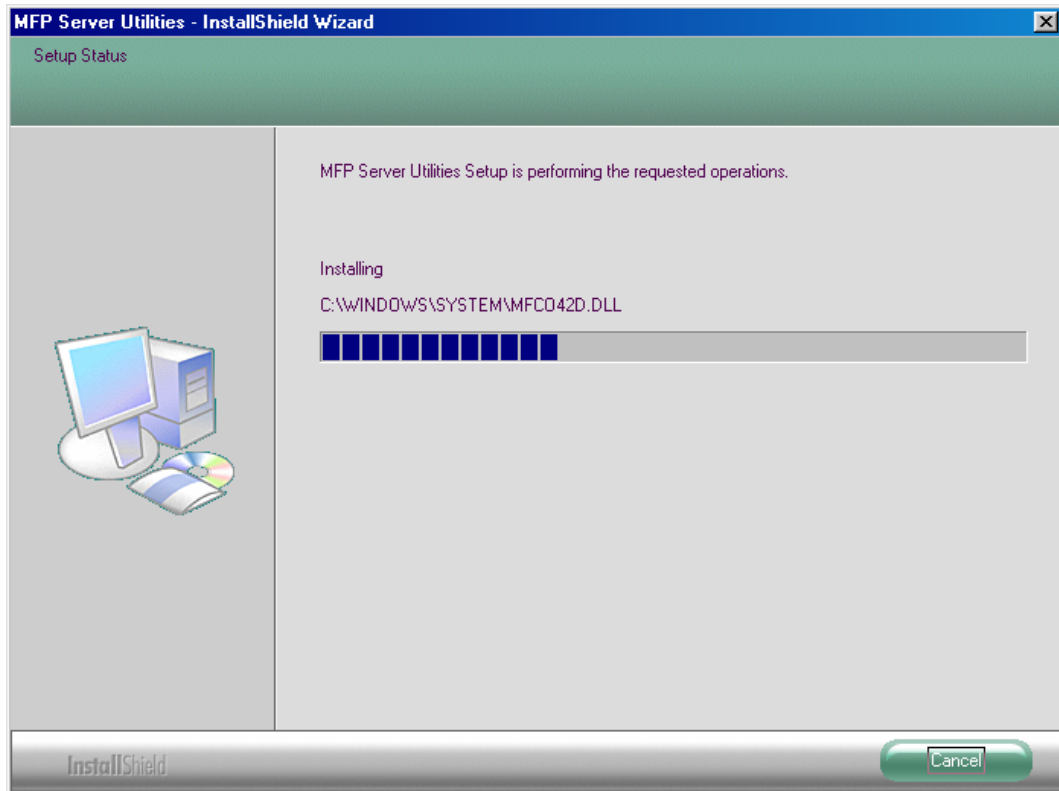 MFP Server Utilities - InstallShield Wizard
Setup Status
MFP Server Utilities Setup is performing the requested operations.
Installing
C:\WINDOWS\SYSTEM\MFCO42D.DLL
InstallShield
Cancel